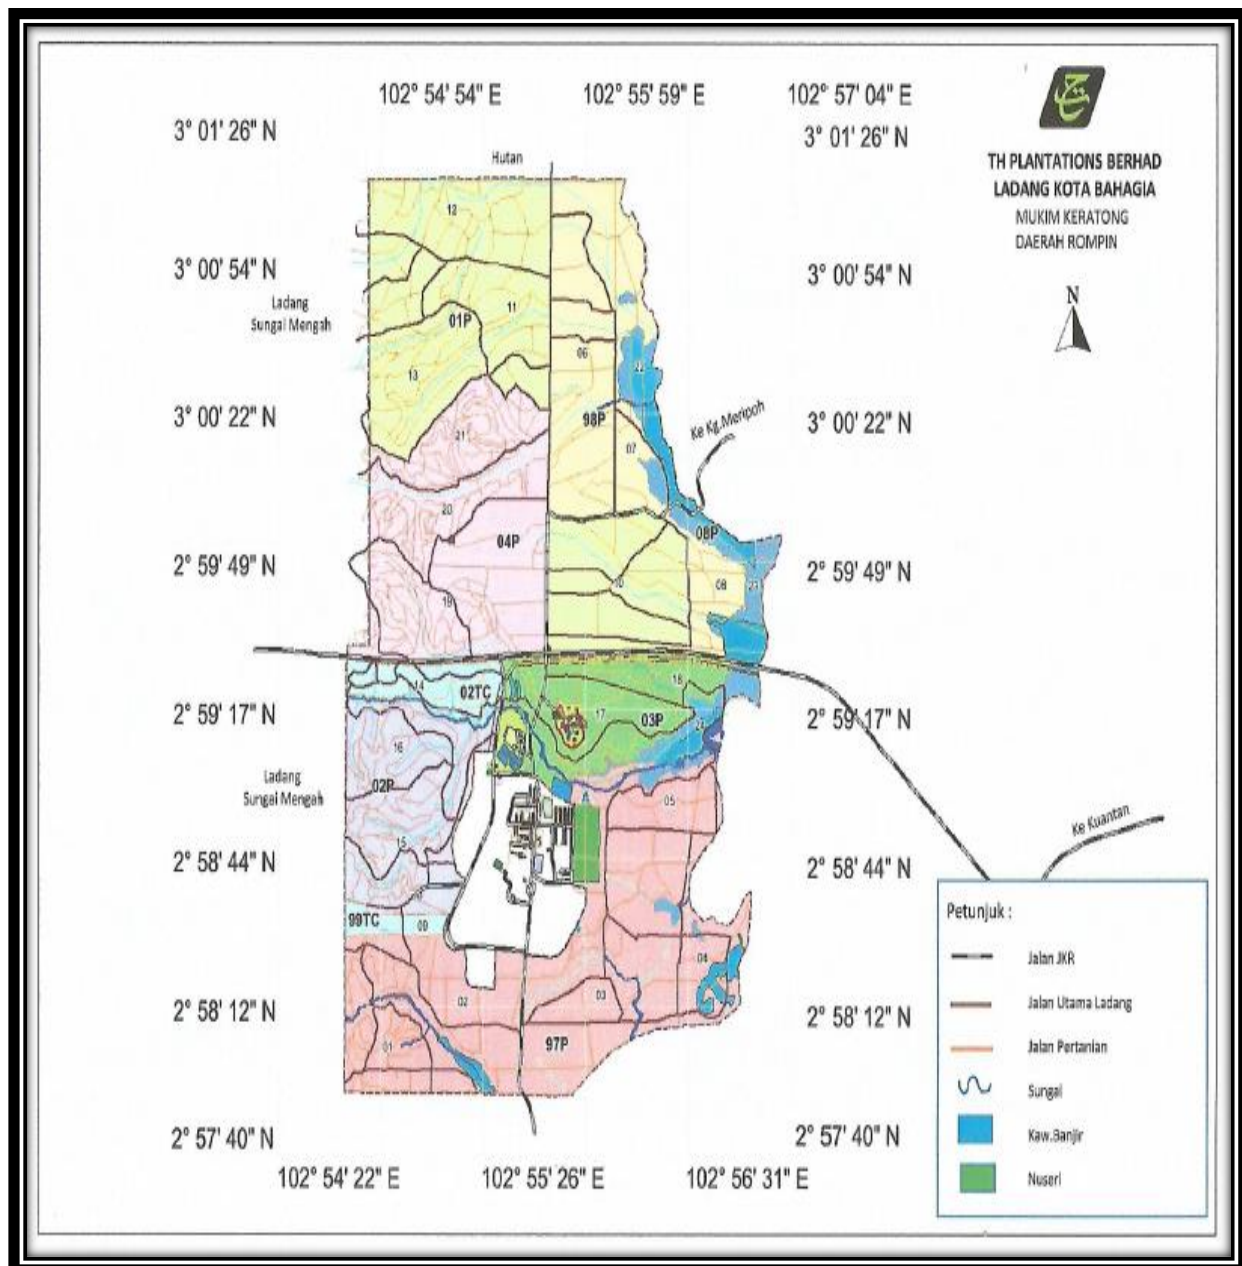 102° 54' 54" E 102° 55' 59" E 102° 57' 04" E
3° 01' 26" N 3° 01' 26" N
TH PLANTATIONS BERHAD
LADANG KOTA BAHAGIA
MUKIM KERATONG
DAERAH ROMPIN
N
Hutan
12
3° 00' 54" N 3° 00' 54" N
Ladang
Sungai Mengah
11
01P
06
13
22
3° 00' 22" N 3° 00' 22" N
98P
Ke Kg.Meripoh
21
07
20
04P
08P
2° 59' 49" N 2° 59' 49" N
10
08
19
14
02TC
18
2° 59' 17" N 2° 59' 17" N
17
03P
16
Ladang
Sungai Mengah
02P
A
05
Ke Kuantan
15
2° 58' 44" N 2° 58' 44" N
99TC
09
04
02
03
2° 58' 12" N 2° 58' 12" N
01
97P
2° 57' 40" N 2° 57' 40" N
102° 54' 22" E 102° 55' 26" E 102° 56' 31" E
Petunjuk :
Jalan JKR
Jalan Utama Ladang
Jalan Pertanian
Sungai
Kaw.Banjir
Nuseri